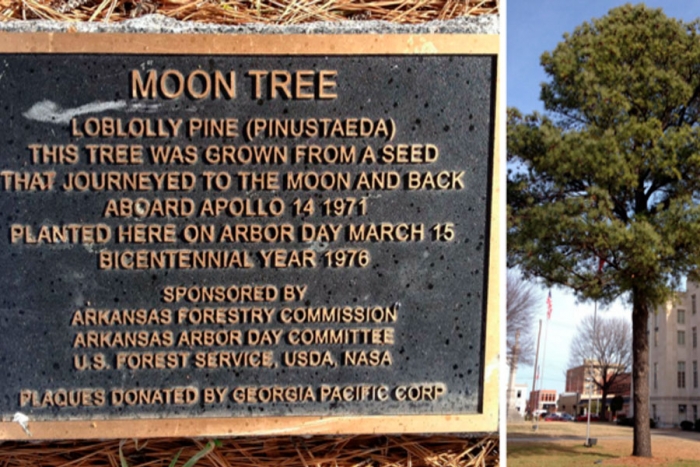 MOON TREE
LOBLOLLY PINE (PINUSTAEDA)
THIS TREE WAS GROWN FROM A SEED
THAT JOURNEYED TO THE MOON AND BACK
ABOARD APOLLO 14 1971
PLANTED HERE ON ARBOR DAY MARCH 15
BICENTENNIAL YEAR 1976
SPONSORED BY
ARKANSAS FORESTRY COMMISSION
ARKANSAS ARBOR DAY COMMITTEE
U.S. FOREST SERVICE, USDA, NASA
PLAQUES DONATED BY GEORGIA PACIFIC CORP